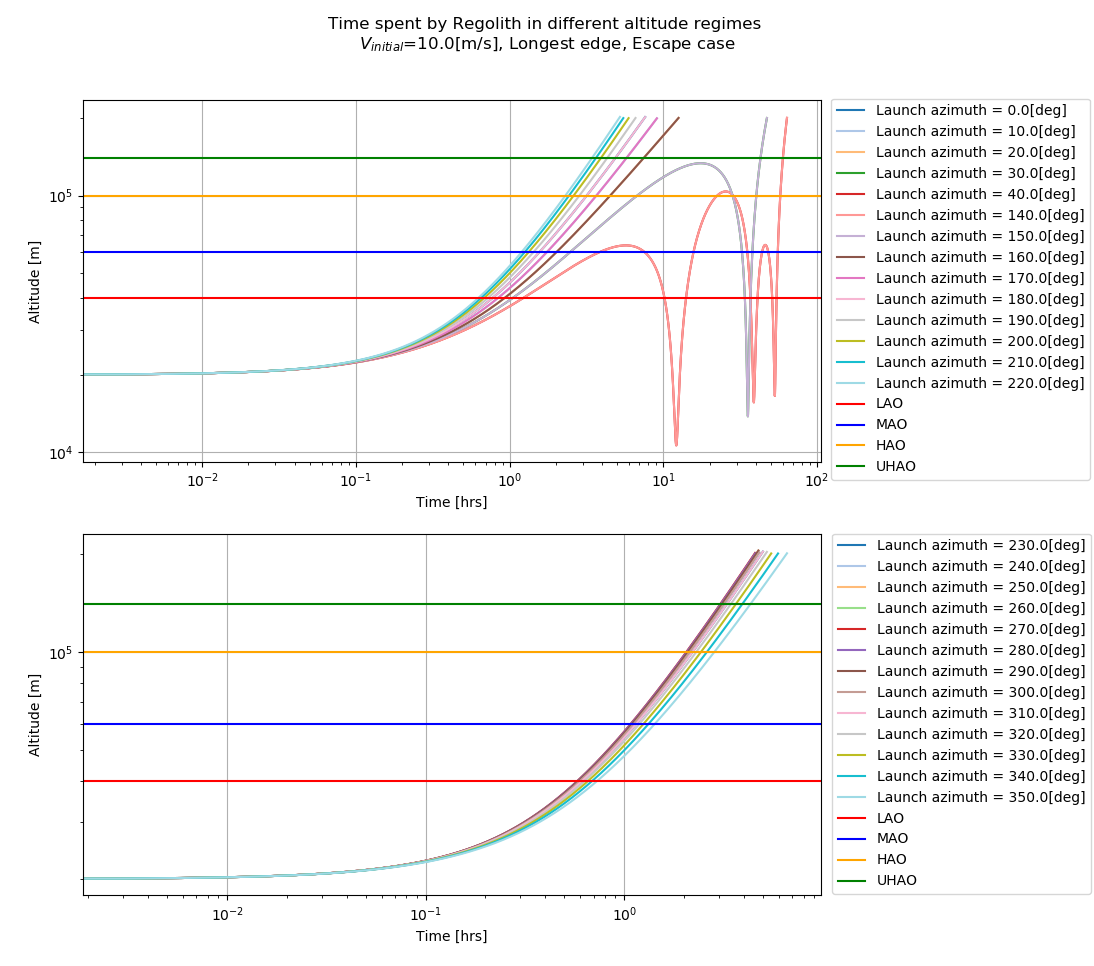 Time spent by Regolith in different altitude regimes
V_initial=10.0[m/s], Longest edge, Escape case
Altitude [m]
10^5
10^4
10^-2
10^-1
10^0
10^1
10^2
Time [hrs]
Launch azimuth = 0.0[deg]
Launch azimuth = 10.0[deg]
Launch azimuth = 20.0[deg]
Launch azimuth = 30.0[deg]
Launch azimuth = 40.0[deg]
Launch azimuth = 140.0[deg]
Launch azimuth = 150.0[deg]
Launch azimuth = 160.0[deg]
Launch azimuth = 170.0[deg]
Launch azimuth = 180.0[deg]
Launch azimuth = 190.0[deg]
Launch azimuth = 200.0[deg]
Launch azimuth = 210.0[deg]
Launch azimuth = 220.0[deg]
LAO
MAO
HAO
UHAO
Altitude [m]
10^5
10^-2
10^-1
10^0
Time [hrs]
Launch azimuth = 230.0[deg]
Launch azimuth = 240.0[deg]
Launch azimuth = 250.0[deg]
Launch azimuth = 260.0[deg]
Launch azimuth = 270.0[deg]
Launch azimuth = 280.0[deg]
Launch azimuth = 290.0[deg]
Launch azimuth = 300.0[deg]
Launch azimuth = 310.0[deg]
Launch azimuth = 320.0[deg]
Launch azimuth = 330.0[deg]
Launch azimuth = 340.0[deg]
Launch azimuth = 350.0[deg]
LAO
MAO
HAO
UHAO